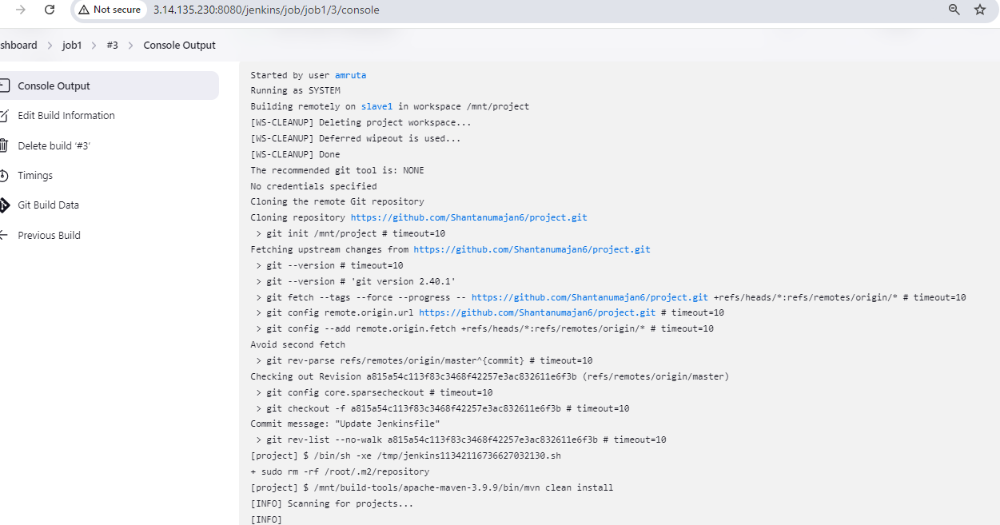 Not secure 3.14.135.230:8080/jenkins/job/job1/3/console
shboard > job1 > #3 > Console Output
Console Output
Edit Build Information
Delete build ‘#3’
Timings
Git Build Data
Previous Build
Started by user amruta
Running as SYSTEM
Building remotely on slave1 in workspace /mnt/project
[WS-CLEANUP] Deleting project workspace...
[WS-CLEANUP] Deferred wipeout is used...
[WS-CLEANUP] Done
The recommended git tool is: NONE
No credentials specified
Cloning the remote Git repository
Cloning repository https://github.com/Shantanumajan6/project.git
> git init /mnt/project # timeout=10
Fetching upstream changes from https://github.com/Shantanumajan6/project.git
> git --version # timeout=10
> git --version # 'git version 2.40.1'
> git fetch --tags --force --progress -- https://github.com/Shantanumajan6/project.git +refs/heads/*:refs/remotes/origin/* # timeout=10
> git config remote.origin.url https://github.com/Shantanumajan6/project.git # timeout=10
> git config --add remote.origin.fetch +refs/heads/*:refs/remotes/origin/* # timeout=10
Avoid second fetch
> git rev-parse refs/remotes/origin/master^{commit} # timeout=10
Checking out Revision a815a54c113f83c3468f42257e3ac832611e6f3b (refs/remotes/origin/master)
> git config core.sparsecheckout # timeout=10
> git checkout -f a815a54c113f83c3468f42257e3ac832611e6f3b # timeout=10
Commit message: "Update Jenkinsfile"
> git rev-list --no-walk a815a54c113f83c3468f42257e3ac832611e6f3b # timeout=10
[project] $ /bin/sh -xe /tmp/jenkins11342116736627032130.sh
+ sudo rm -rf /root/.m2/repository
[project] $ /mnt/build-tools/apache-maven-3.9.9/bin/mvn clean install
[INFO] Scanning for projects...
[INFO]